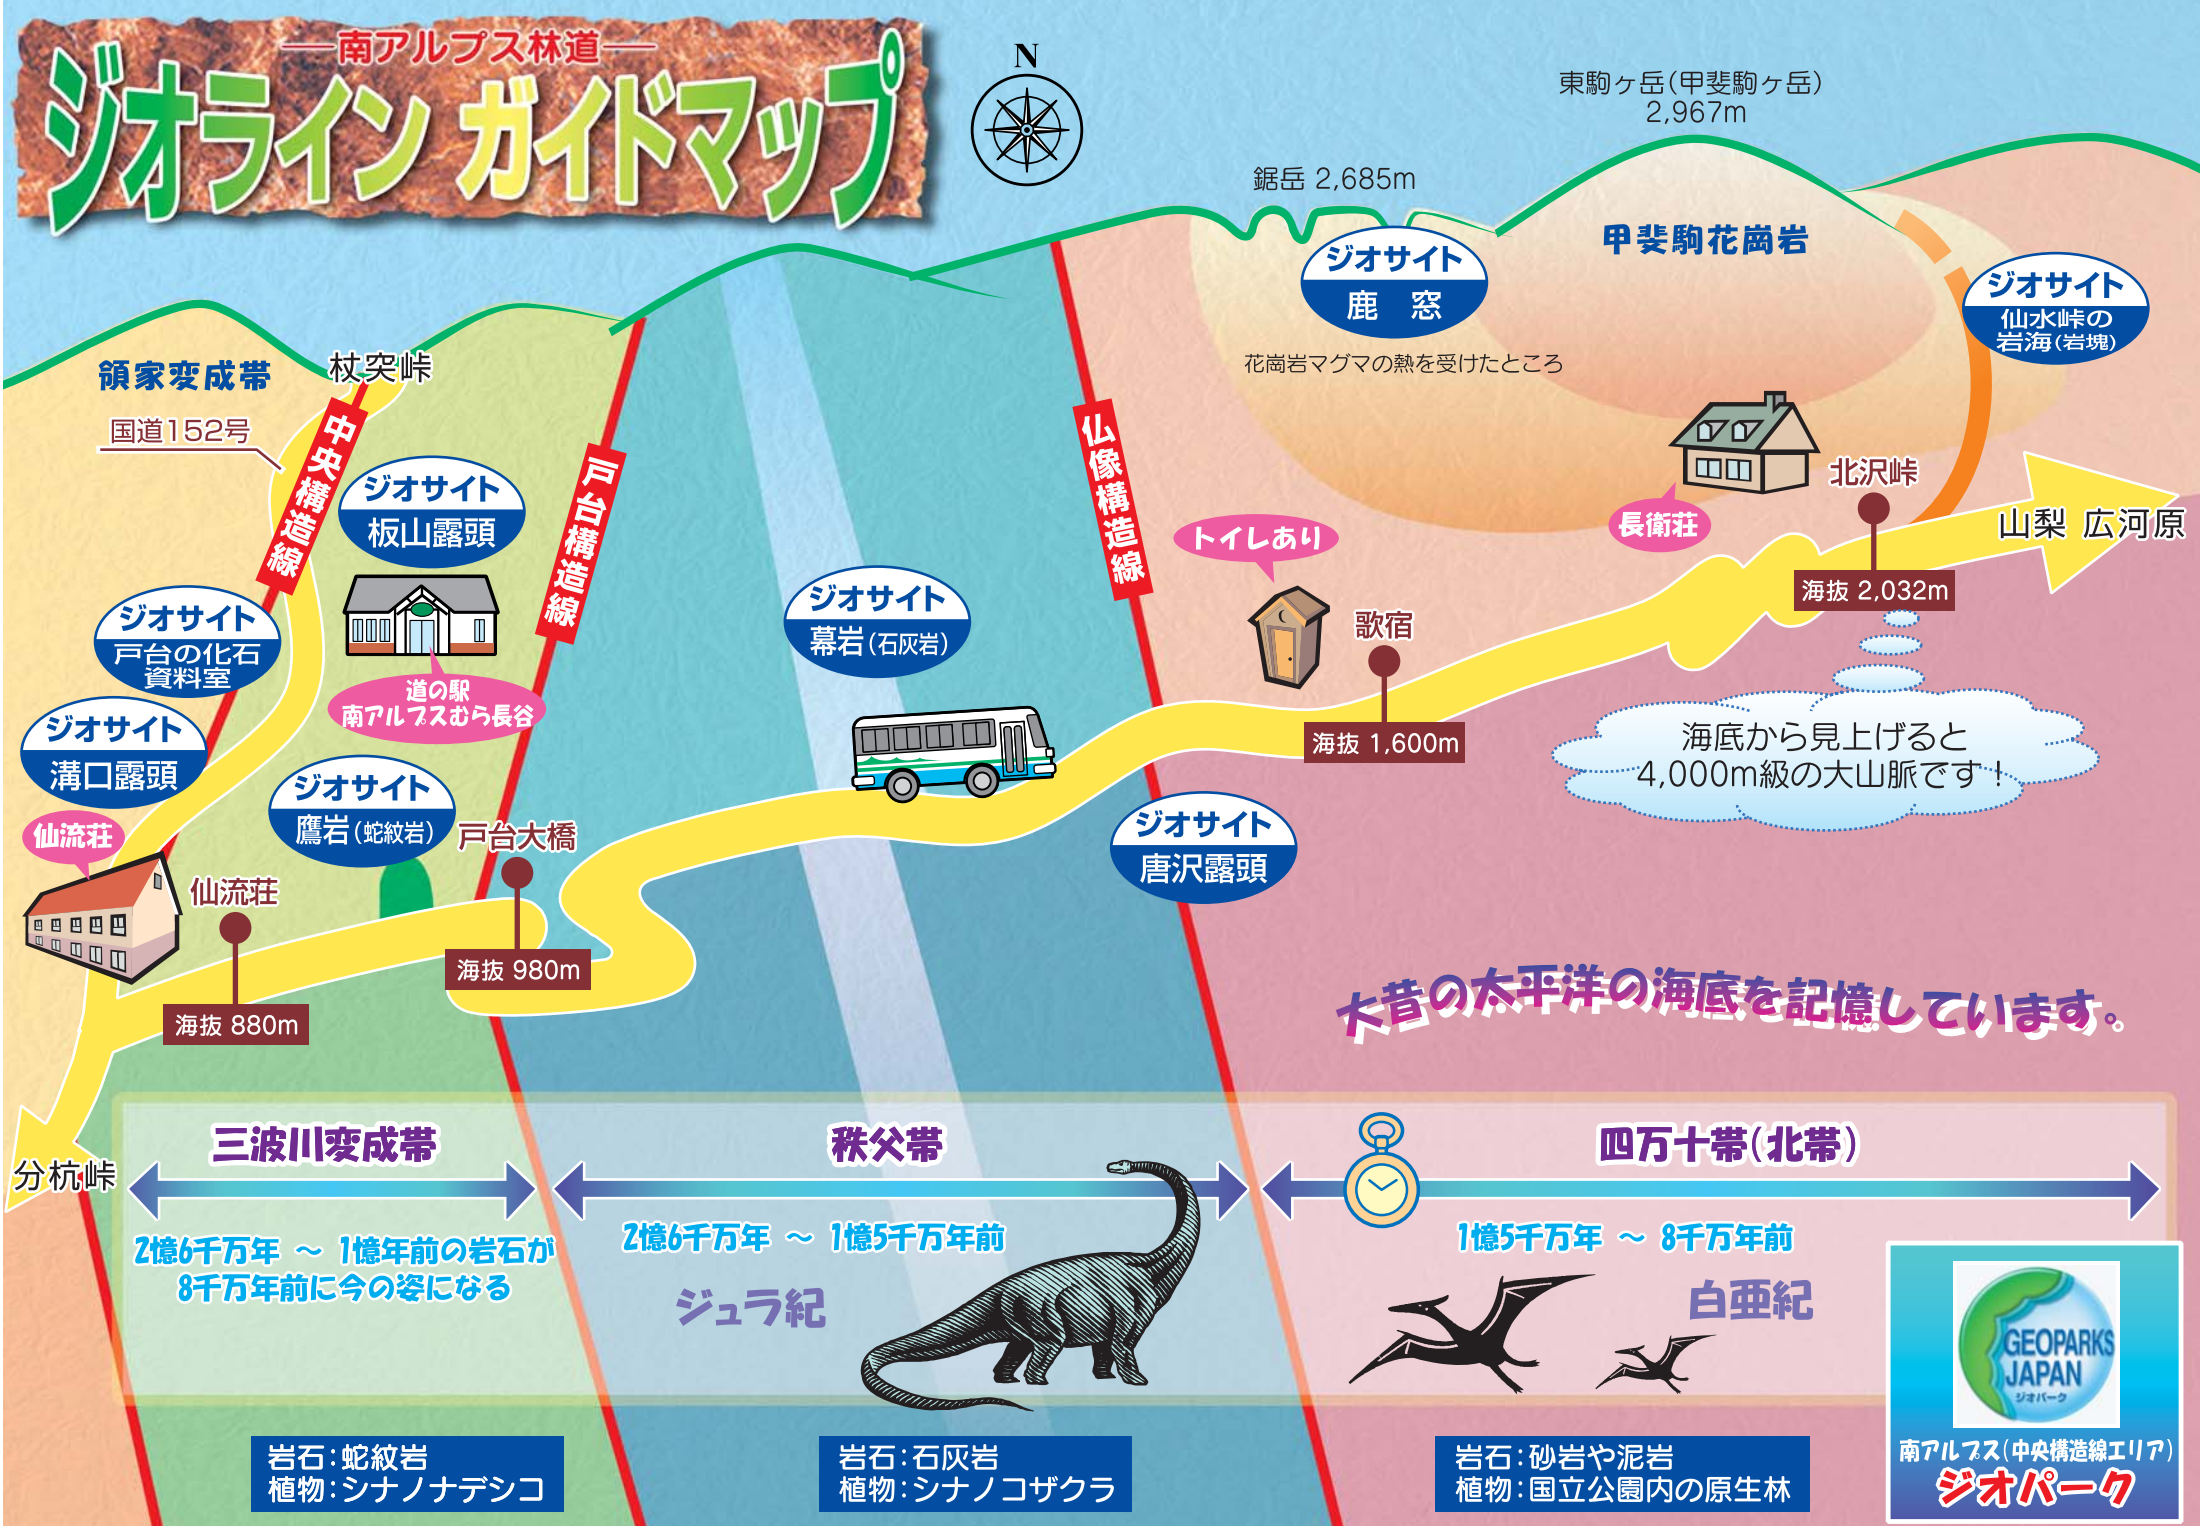 南アルプス林道
ジオライン ガイドマップ
N
東駒ヶ岳(甲斐駒ヶ岳)
2,967m
鋸岳 2,685m
甲斐駒花崗岩
ジオサイト
鹿 窓
花崗岩マグマの熱を受けたところ
ジオサイト
仙水峠の
岩海(岩塊)
領家変成帯
杖突峠
国道152号
中央構造線
ジオサイト
板山露頭
戸台構造線
仏像構造線
ジオサイト
戸台の化石
資料室
道の駅
南アルプスむら長谷
ジオサイト
幕岩(石灰岩)
トイレあり
歌宿
海抜 1,600m
長衛荘
北沢峠
海抜 2,032m
山梨 広河原
海底から見上げると
4,000m級の大山脈です!
ジオサイト
溝口露頭
仙流荘
仙流荘
海抜 880m
ジオサイト
鷹岩(蛇紋岩)
戸台大橋
海抜 980m
ジオサイト
唐沢露頭
大昔の太平洋の海底を記憶しています。
分杭峠
三波川変成帯
2億6千万年 ～ 1億年前の岩石が
8千万年前に今の姿になる
秩父帯
2億6千万年 ～ 1億5千万年前
ジュラ紀
四万十帯(北帯)
1億5千万年 ～ 8千万年前
白亜紀
岩石:蛇紋岩
植物:シナノナデシコ
岩石:石灰岩
植物:シナノコザクラ
岩石:砂岩や泥岩
植物:国立公園内の原生林
GEOPARKS
JAPAN
ジオパーク
南アルプス(中央構造線エリア)
ジオパーク